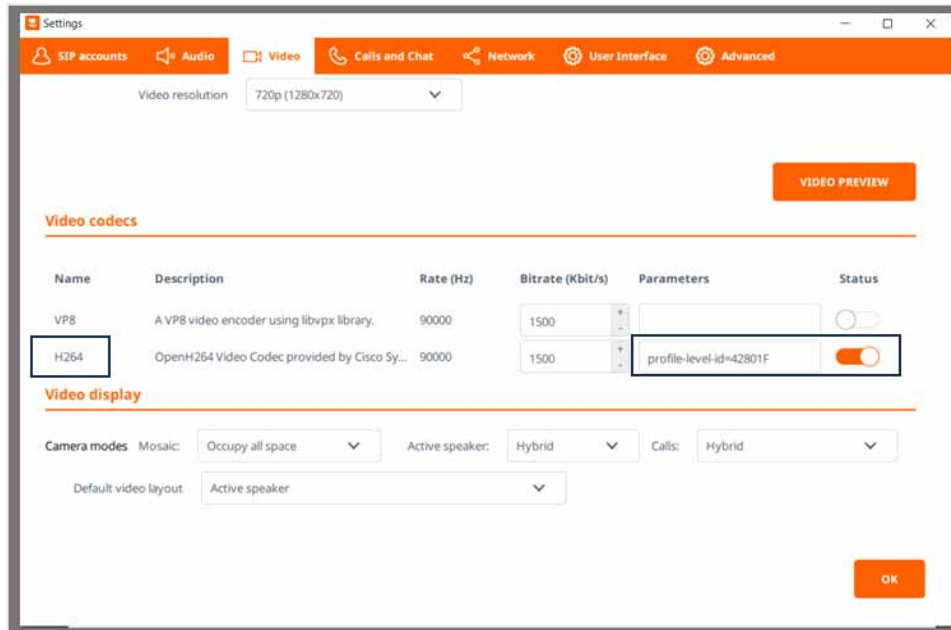 Settings
SIP accounts Audio Video Calls and Chat Network User Interface Advanced
Video resolution 720p (1280x720)
VIDEO PREVIEW
Video codecs
Name Description Rate (Hz) Bitrate (Kbit/s) Parameters Status
VP8 A VP8 video encoder using libvpx library. 90000 1500
H264 OpenH264 Video Codec provided by Cisco Sy... 90000 1500 profile-level-id=42801F
Video display
Camera modes Mosaic: Occupy all space Active speaker: Hybrid Calls: Hybrid
Default video layout Active speaker
OK